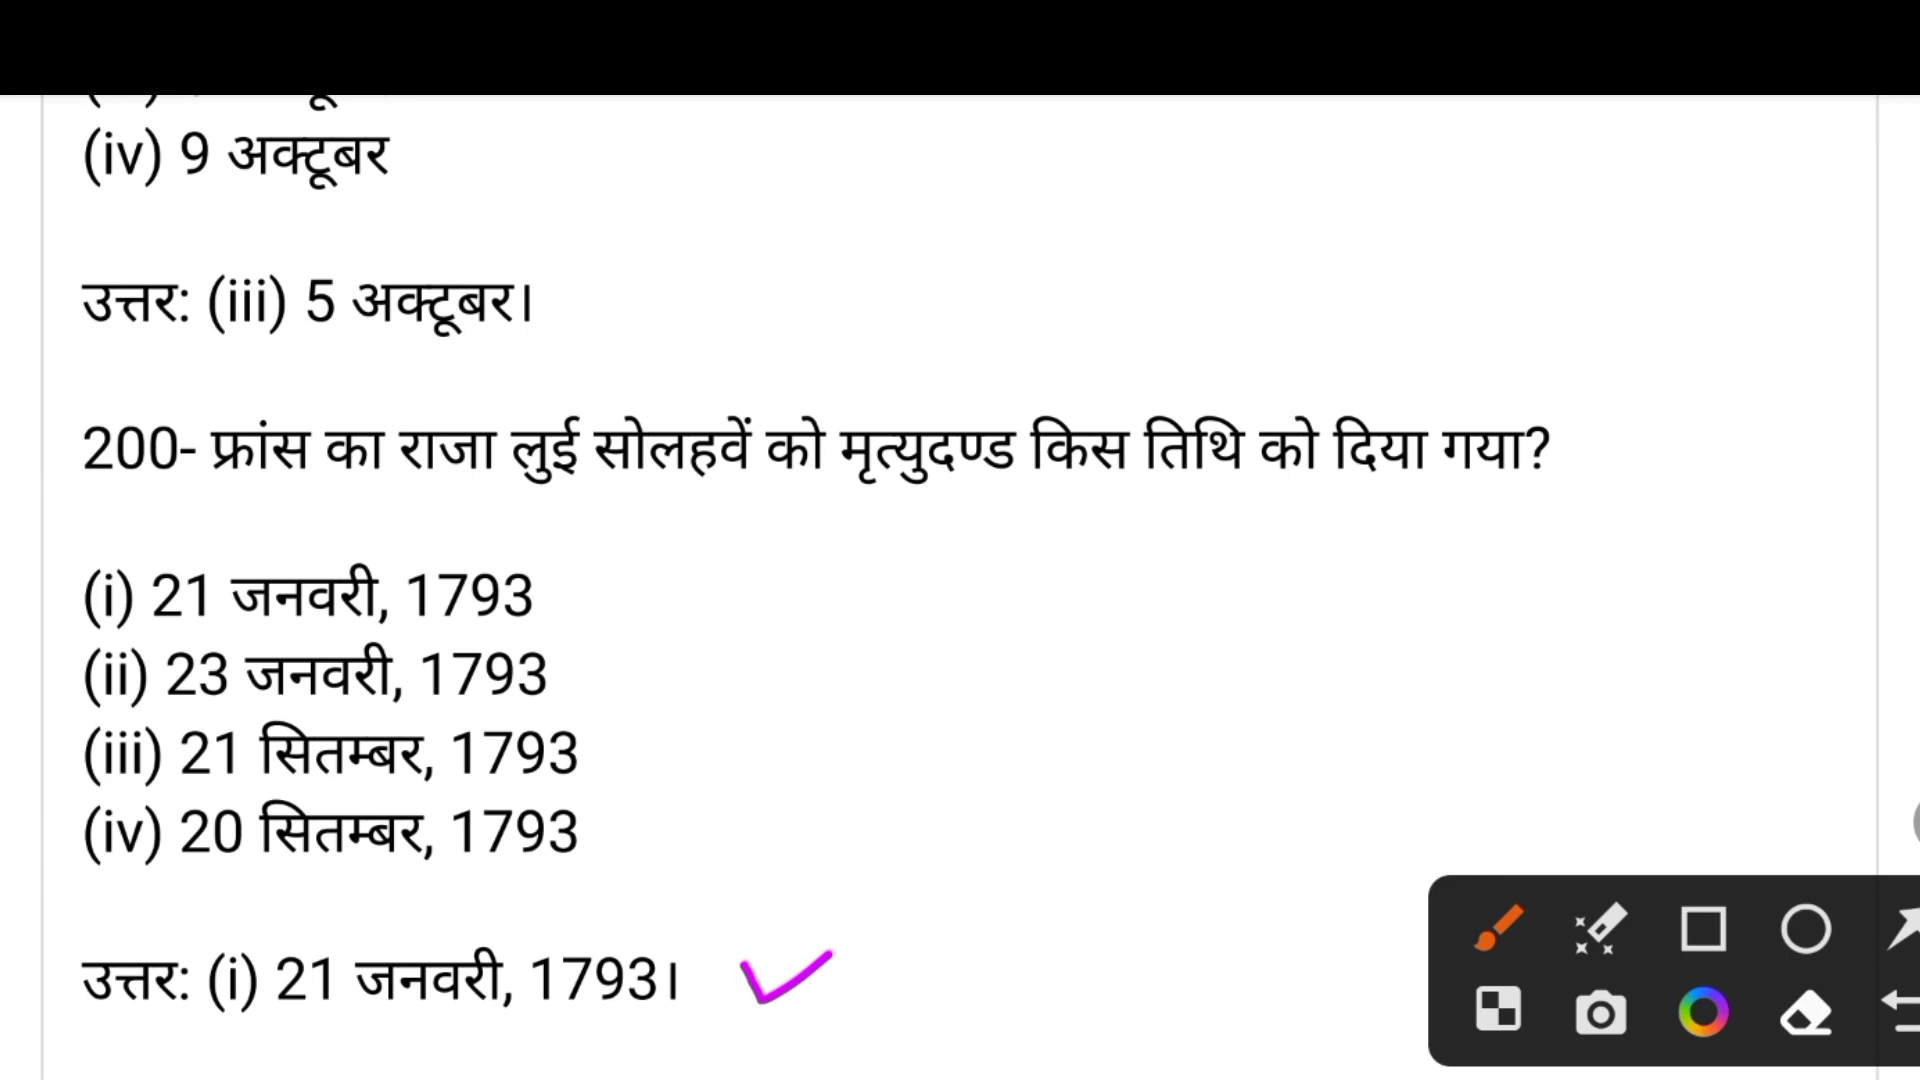 (iv) 9 अक्टूबर
उत्तर: (iii) 5 अक्टूबर।
200- फ्रांस का राजा लुई सोलहवें को मृत्युदण्ड किस तिथि को दिया गया?
(i) 21 जनवरी, 1793
(ii) 23 जनवरी, 1793
(iii) 21 सितम्बर, 1793
(iv) 20 सितम्बर, 1793
उत्तर: (i) 21 जनवरी, 1793।